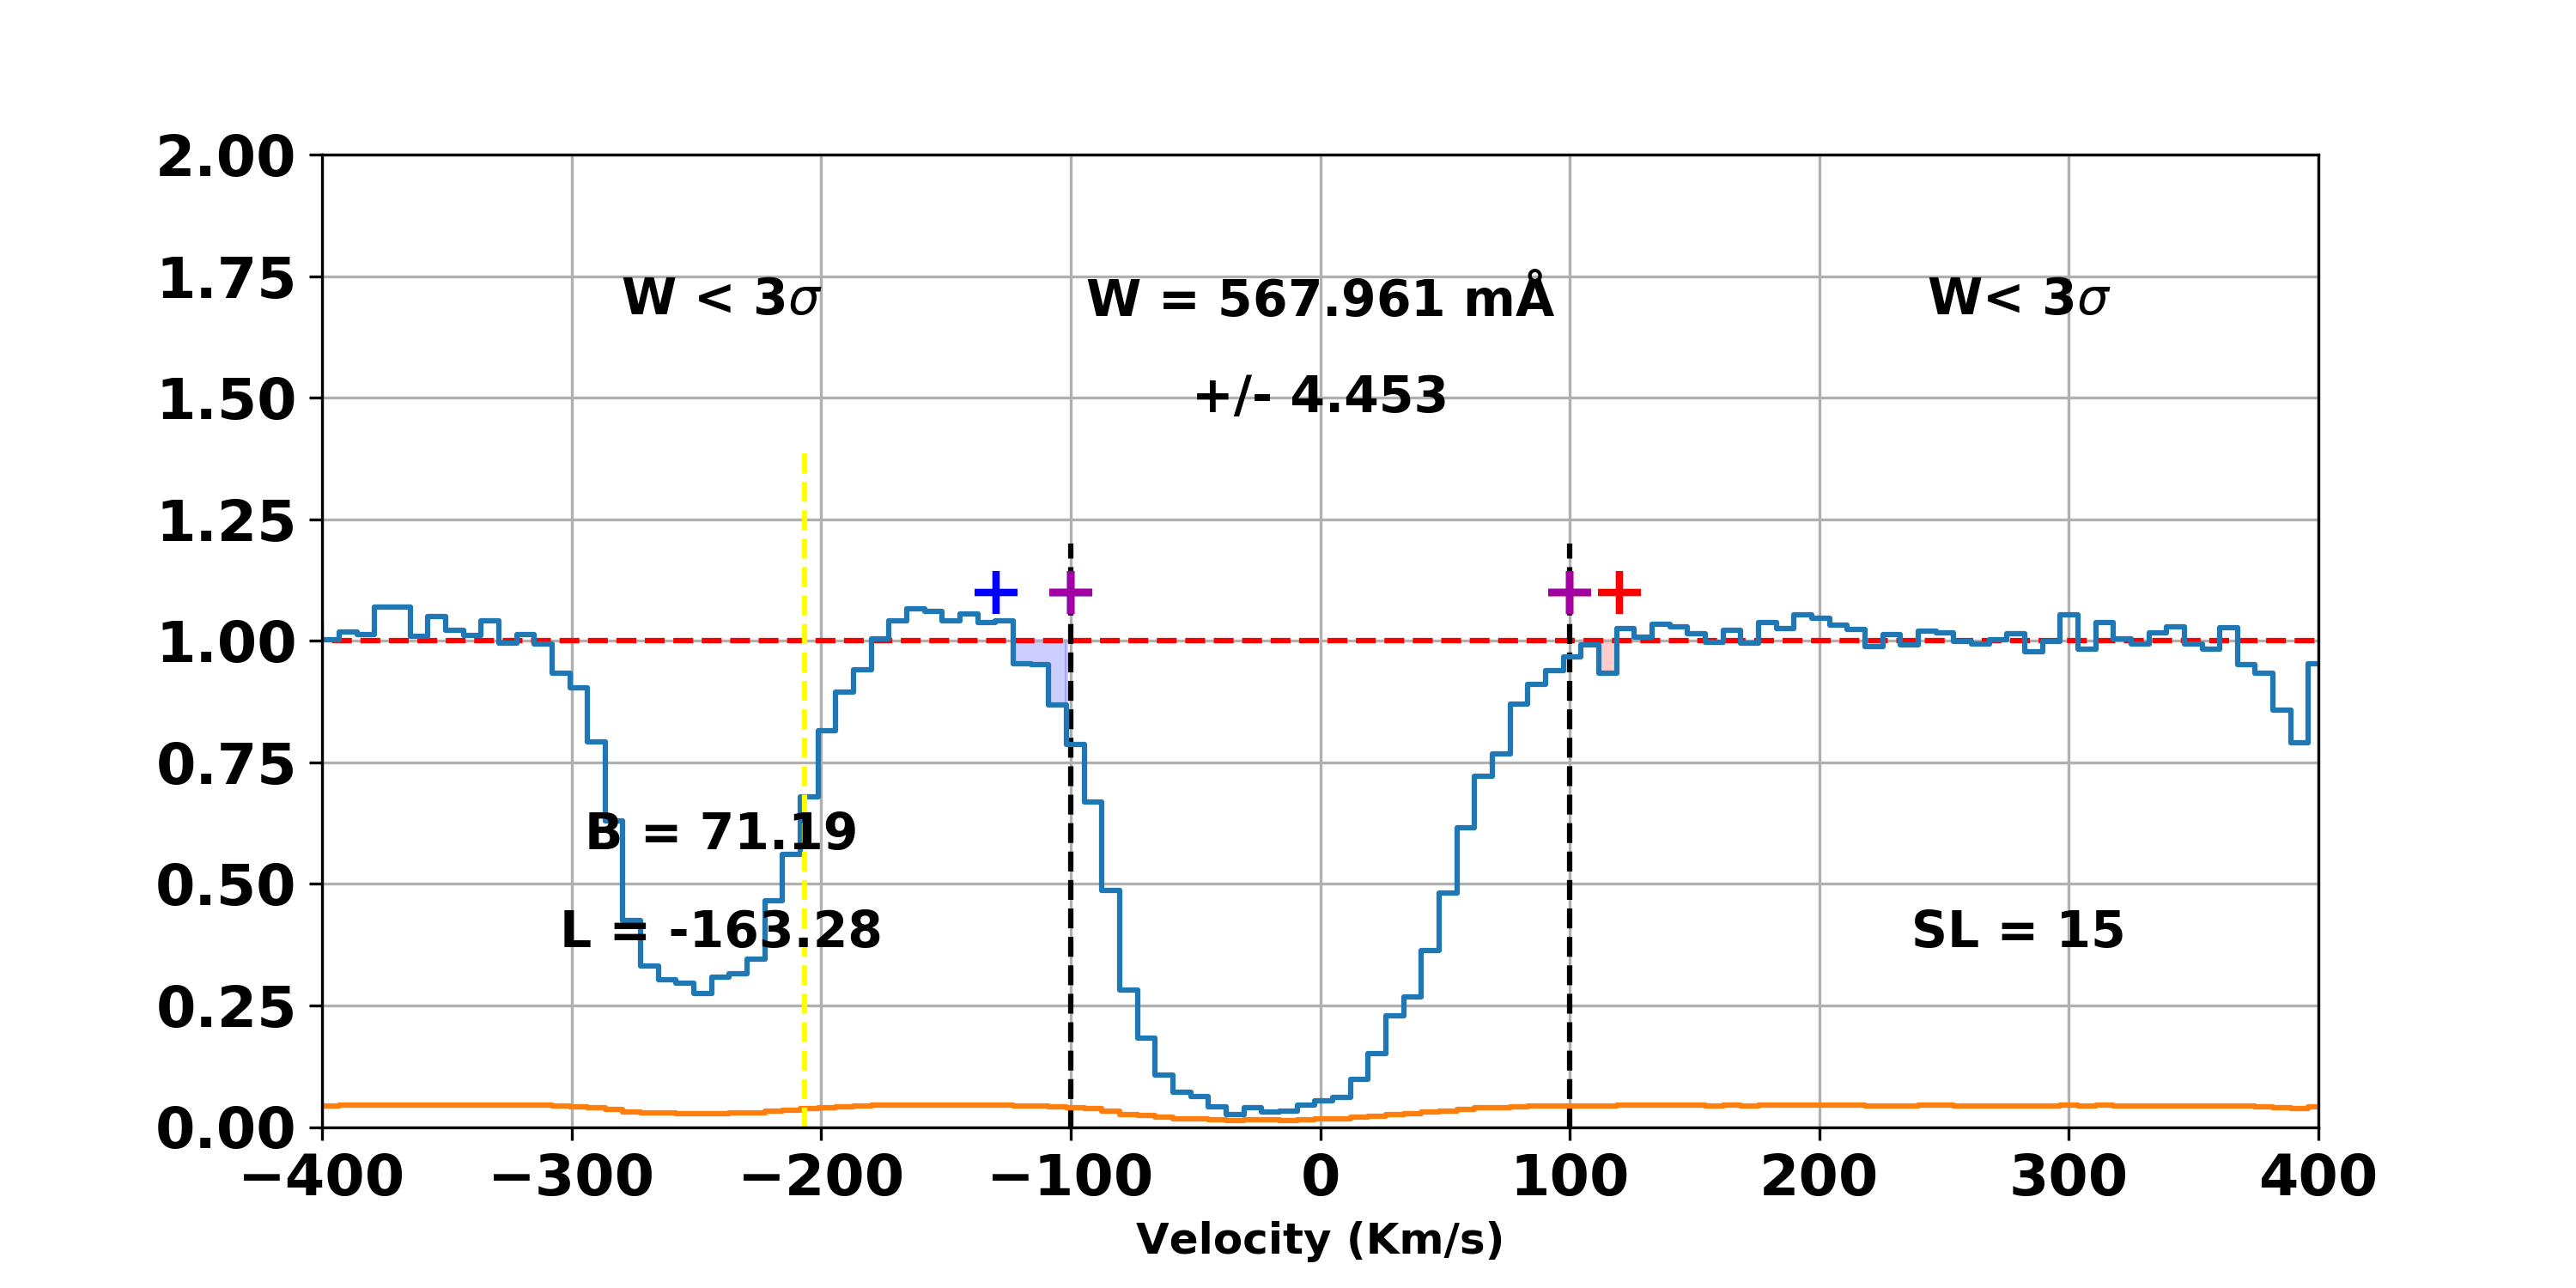 2.00
1.75
1.50
1.25
1.00
0.75
0.50
0.25
0.00
W < 3σ
W = 567.961 mÅ
W< 3σ
+/- 4.453
B = 71.19
L = -163.28
SL = 15
−400 −300 −200 −100 0 100 200 300 400
Velocity (Km/s)